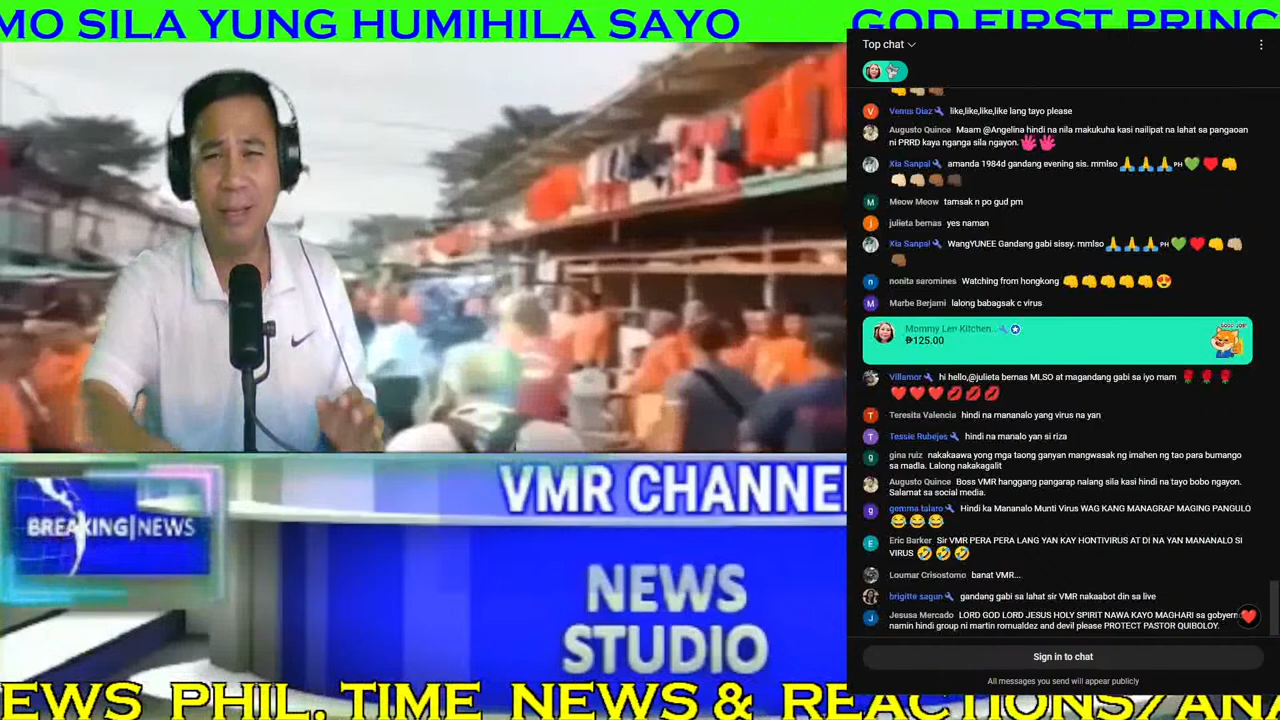 MO SILA YUNG HUMIHILA SAYO
GOD FIRST PRINC
Top chat
Venus Diaz like,like,like,like lang tayo please
Augusto Quince Maam @Angelina hindi na nila makukuha kasi nailipat na lahat sa pangaoan
ni PRRD kaya nganga sila ngayon.
Xia Sanpal amanda 1984d gandang evening sis. mmlso 🙏🙏🙏PH💚❤️👊
👊🏻👊🏼👊🏾👊🏿
M Meow Meow tamsak n po gud pm
j julieta bernas yes naman
Xia Sanpal WangYUNEE Gandang gabi sissy. mmlso 🙏🙏🙏PH💚❤️👊👊🏻
n nonita saromines Watching from hongkong 👊👊👊👊👊😍
M Marbe Berjami lalong babagsak c virus
Mommy Len Kitchen..
₱125.00
GOOD JOB!
Villamor hi hello,@julieta bernas MLSO at magandang gabi sa iyo mam 🌹🌹🌹
❤️❤️❤️💋💋💋
T Teresita Valencia hindi na mananalo yang virus na yan
T Tessie Rubejes hindi na manalo yan si riza
g gina ruiz nakakaawa yong mga taong ganyan mangwasak ng imahen ng tao para bumango
sa madla. Lalong nakakagalit
Augusto Quince Boss VMR hanggang pangarap nalang sila kasi hindi na tayo bobo ngayon.
Salamat sa social media.
g gemma talaro Hindi ka Mananalo Munti Virus WAG KANG MANAGRAP MAGING PANGULO
😂😂😂
E Eric Barker Sir VMR PERA PERA LANG YAN KAY HONTIVIRUS AT DI NA YAN MANANALO SI
VIRUS 🤣🤣🤣
Loumar Crisostomo banat VMR...
brigitte sagun gandang gabi sa lahat sir VMR nakaabot din sa live
J Jesusa Mercado LORD GOD LORD JESUS HOLY SPIRIT NAWA KAYO MAGHARI sa gobyern
namin hindi group ni martin romualdez and devil please PROTECT PASTOR QUIBOLOY.
Sign in to chat
All messages you send will appear publicly
VMR CHANNE
BREAKING|NEWS
NEWS
STUDIO
EWS PHIL. TIME NEWS & REACTIONS/ANA